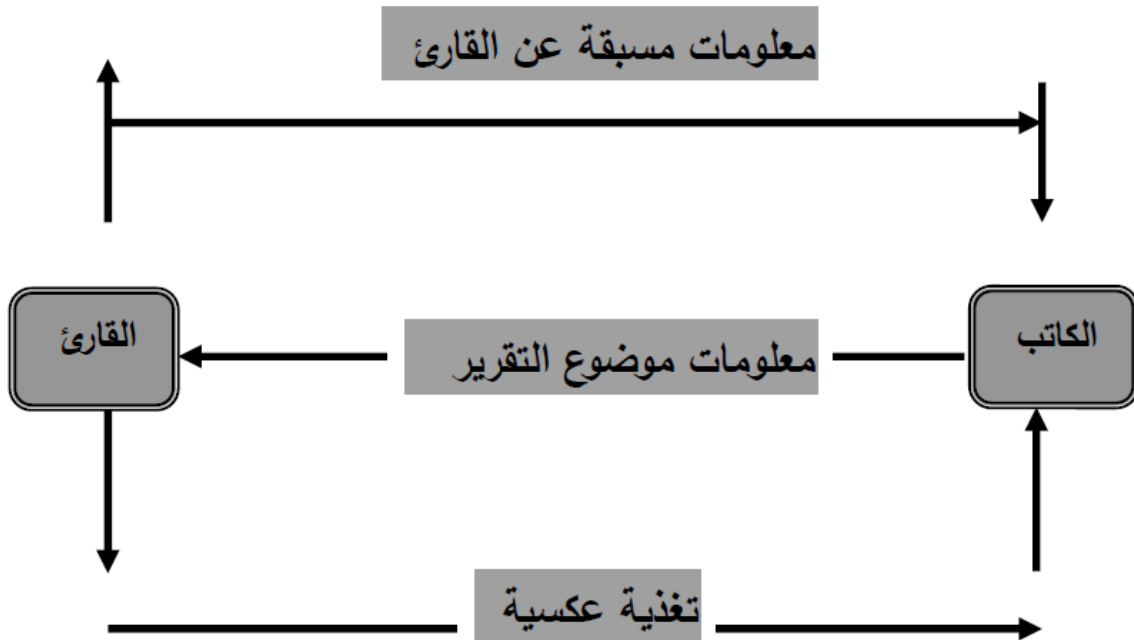 معلومات مسبقة عن القارئ
الكاتب
القارئ
معلومات موضوع التقرير
تغذية عكسية